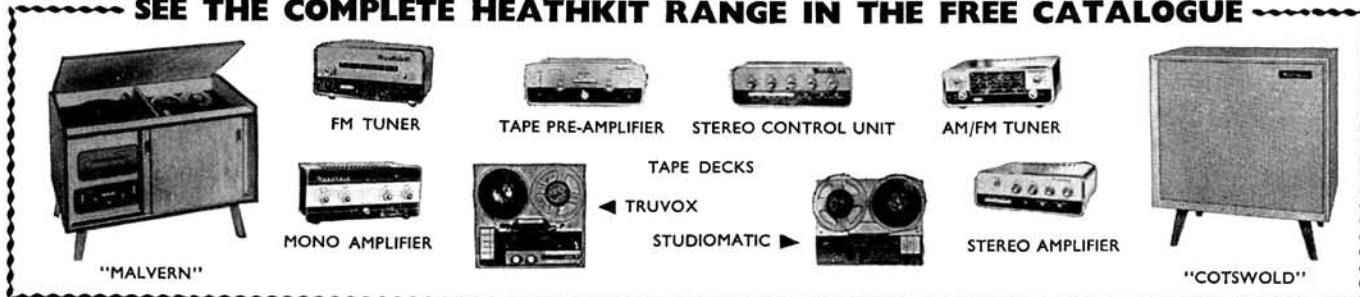 SEE THE COMPLETE HEATHKIT RANGE IN THE FREE CATALOGUE
FM TUNER
TAPE PRE-AMPLIFIER
STEREO CONTROL UNIT
AM/FM TUNER
TAPE DECKS
◄ TRUVOX
MONO AMPLIFIER
STUDIOMATIC ►
STEREO AMPLIFIER
"MALVERN"
"COTSWOLD"